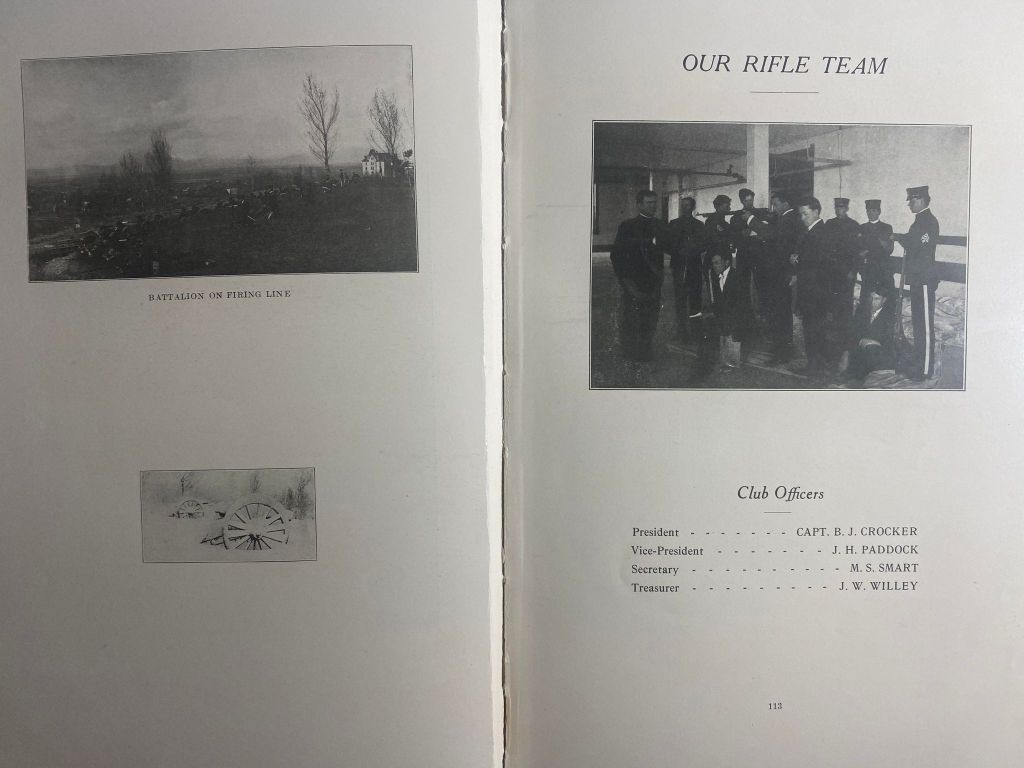 BATTALION ON FIRING LINE
OUR RIFLE TEAM
Club Officers
President - - - - - - - CAPT. B. J. CROCKER
Vice-President - - - - - - - J. H. PADDOCK
Secretary - - - - - - - - - - M. S. SMART
Treasurer - - - - - - - - - J. W. WILLEY
113